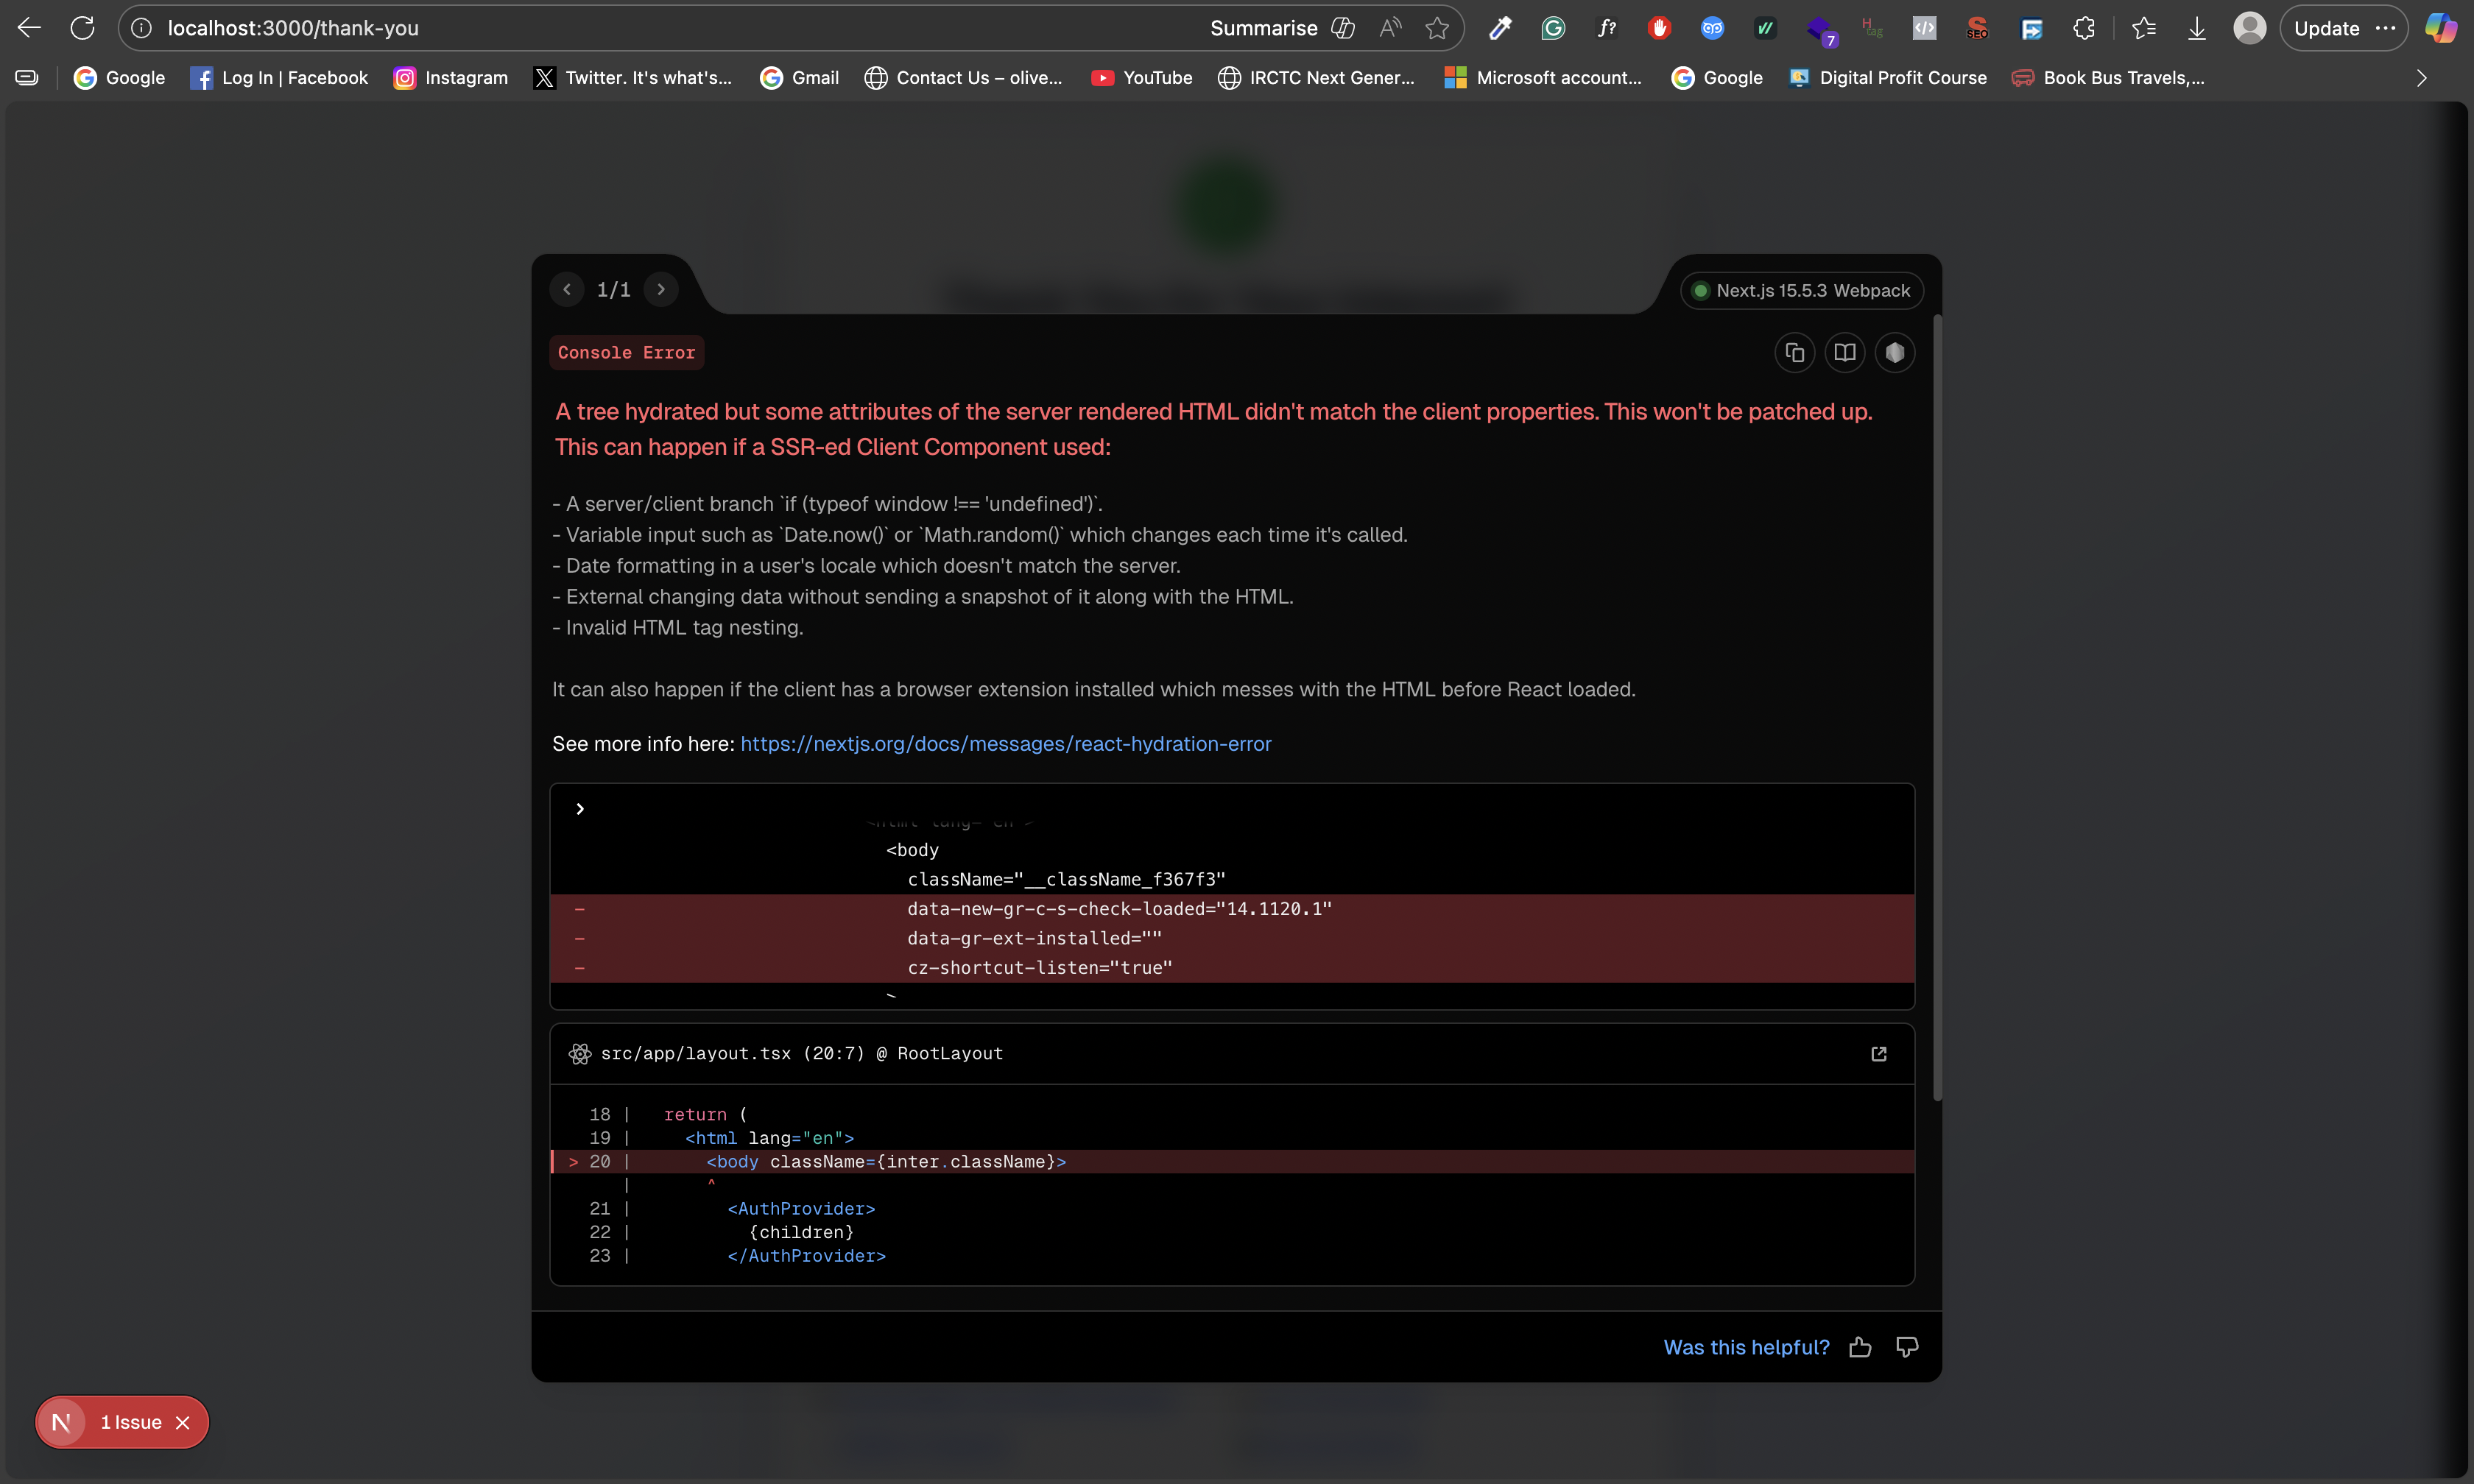 localhost:3000/thank-you
Summarise
Update
Google
Log In | Facebook
Instagram
Twitter. It's what's...
Gmail
Contact Us – olive...
YouTube
IRCTC Next Gener...
Microsoft account...
Google
Digital Profit Course
Book Bus Travels,...
7
1/1
Next.js 15.5.3 Webpack
Console Error
A tree hydrated but some attributes of the server rendered HTML didn't match the client properties. This won't be patched up.
This can happen if a SSR-ed Client Component used:
- A server/client branch `if (typeof window !== 'undefined')`.
- Variable input such as `Date.now()` or `Math.random()` which changes each time it's called.
- Date formatting in a user's locale which doesn't match the server.
- External changing data without sending a snapshot of it along with the HTML.
- Invalid HTML tag nesting.
It can also happen if the client has a browser extension installed which messes with the HTML before React loaded.
See more info here: https://nextjs.org/docs/messages/react-hydration-error
<body
className="__className_f367f3"
- data-new-gr-c-s-check-loaded="14.1120.1"
- data-gr-ext-installed=""
- cz-shortcut-listen="true"
src/app/layout.tsx (20:7) @ RootLayout
18 | return (
19 | <html lang="en">
> 20 | <body className={inter.className}>
| ^
21 | <AuthProvider>
22 | {children}
23 | </AuthProvider>
Was this helpful?
N 1 Issue